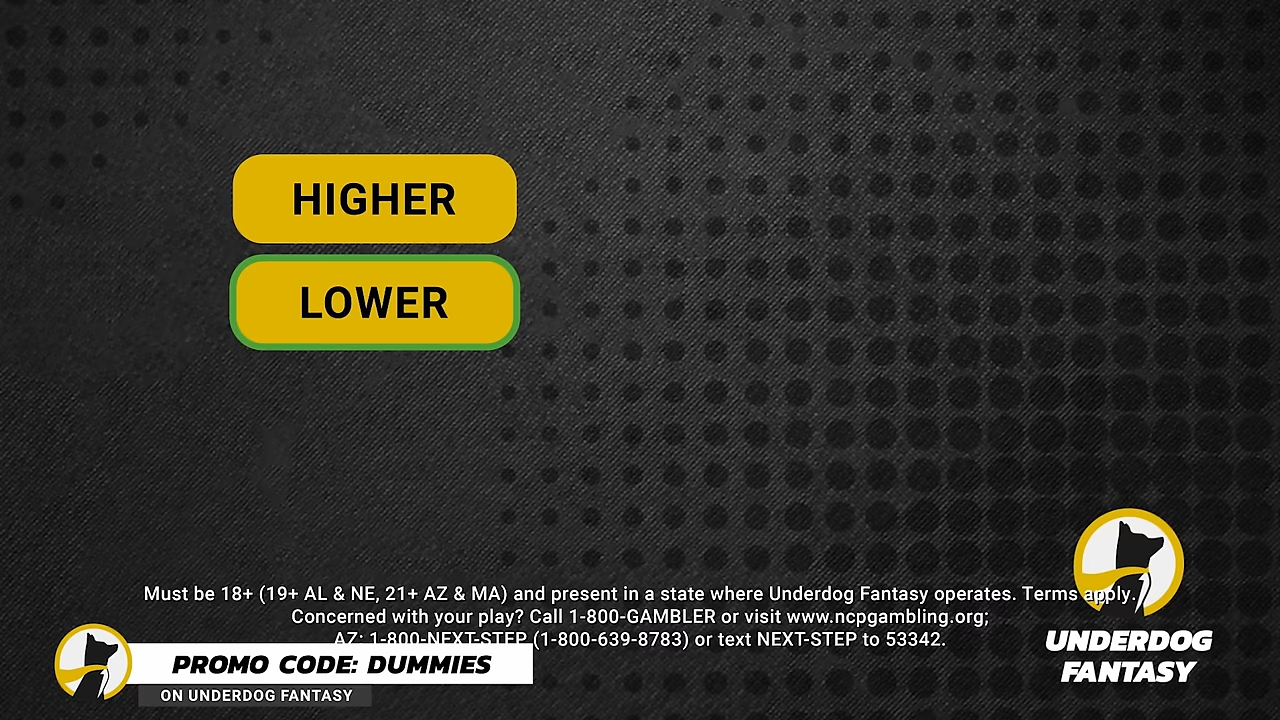 HIGHER
LOWER
Must be 18+ (19+ AL & NE, 21+ AZ & MA) and present in a state where Underdog Fantasy operates. Terms apply.
Concerned with your play? Call 1-800-GAMBLER or visit www.ncpgambling.org;
AZ: 1-800-NEXT-STEP (1-800-639-8783) or text NEXT-STEP to 53342.
PROMO CODE: DUMMIES
ON UNDERDOG FANTASY
UNDERDOG
FANTASY